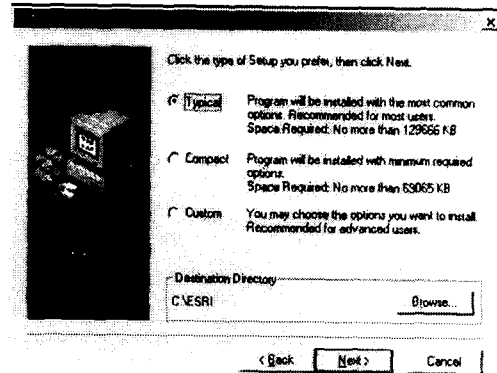 Click the type of Setup you prefer, then click Next.
Typical
Program will be installed with the most common
options. Recommended for most users.
Space Required: No more than 129666 KB
Compact
Program will be installed with minimum required
options.
Space Required: No more than 69065 KB
Custom
You may choose the options you want to install.
Recommended for advanced users.
Destination Directory
C:\ESRI
Browse...
< Back
Next >
Cancel